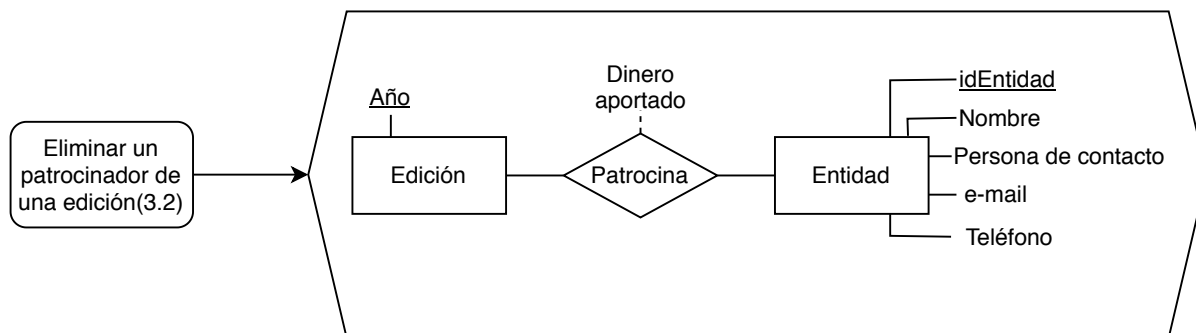 Eliminar un
patrocinador de
una edición(3.2)
Año
Edición
Dinero
aportado
Patrocina
Entidad
idEntidad
Nombre
Persona de contacto
e-mail
Teléfono